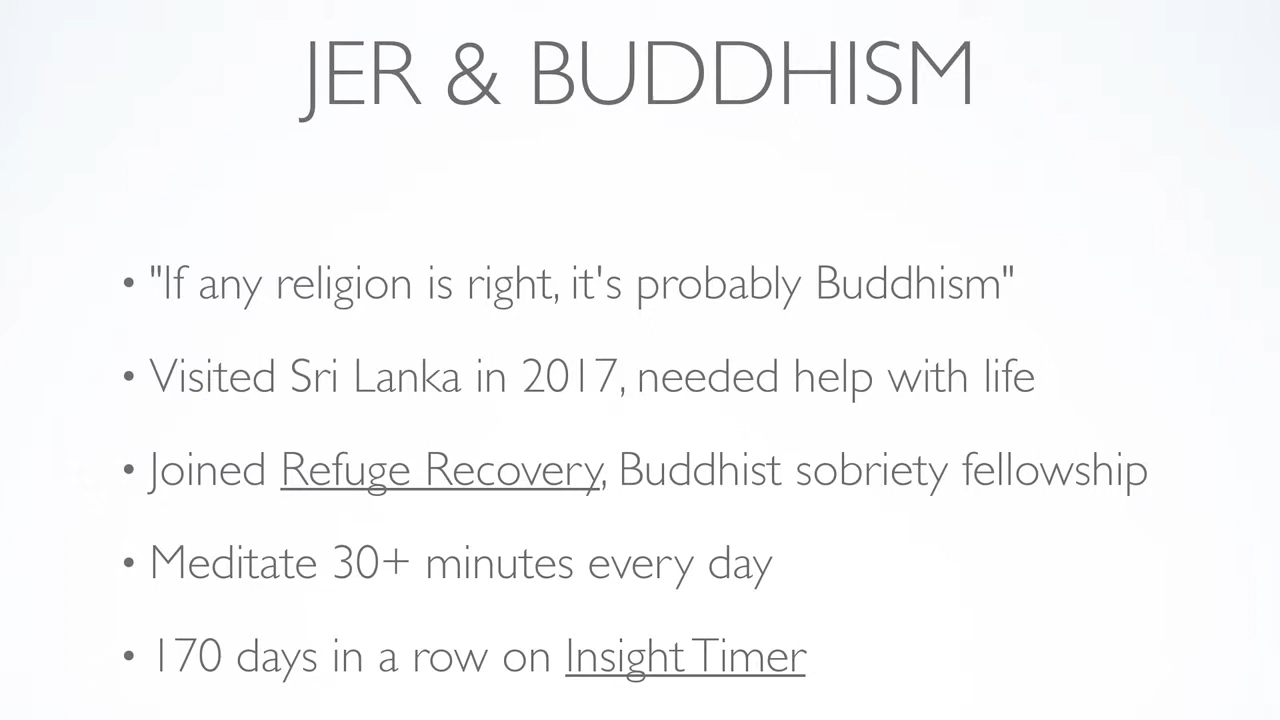 JER & BUDDHISM
• "If any religion is right, it's probably Buddhism"
• Visited Sri Lanka in 2017, needed help with life
• Joined Refuge Recovery, Buddhist sobriety fellowship
• Meditate 30+ minutes every day
• 170 days in a row on Insight Timer